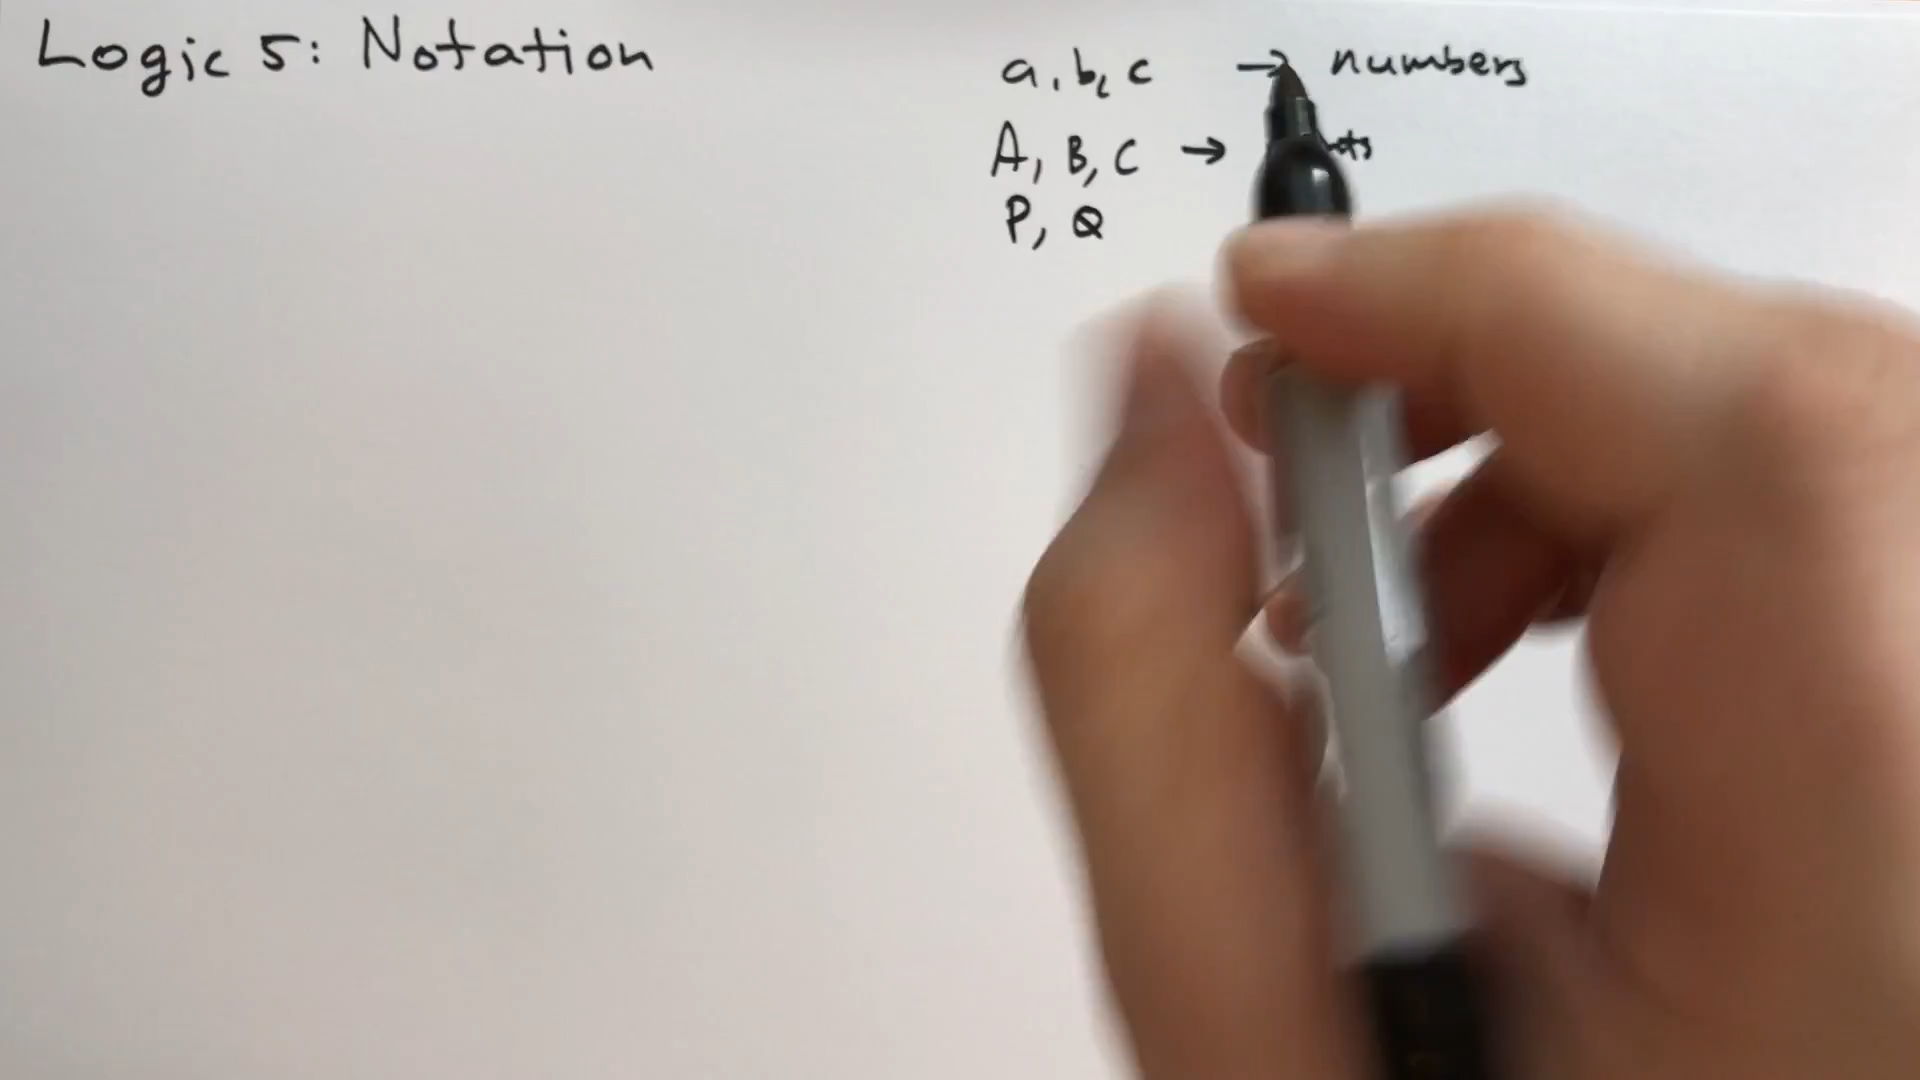 Logic 5: Notation
a, b, c → numbers
A, B, C →
P, Q